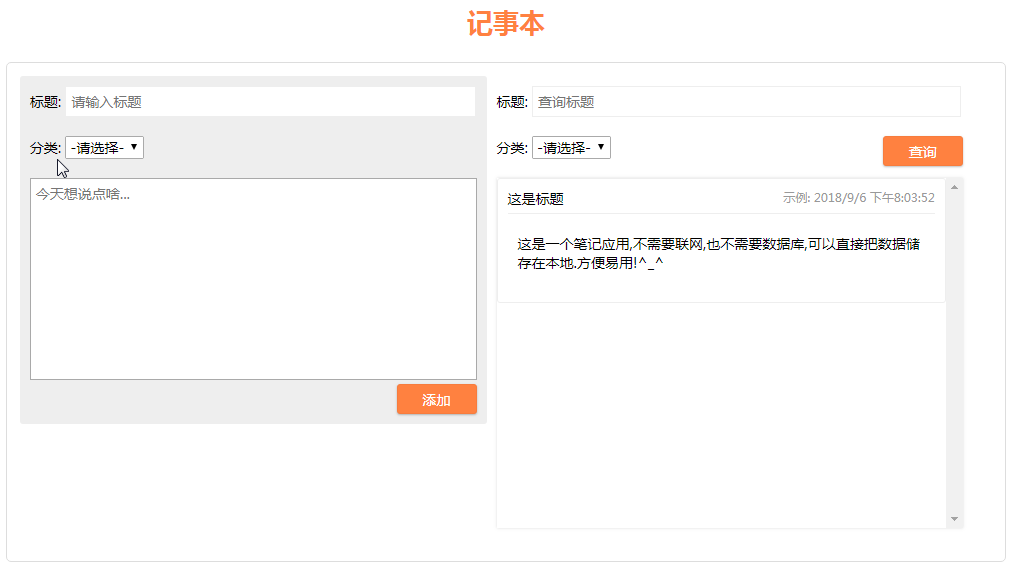 记事本
标题: 请输入标题
分类: -请选择-
今天想说点啥...
添加
标题: 查询标题
分类: -请选择-
查询
这是标题 示例: 2018/9/6 下午8:03:52
这是一个笔记应用,不需要联网,也不需要数据库,可以直接把数据储
存在本地.方便易用!^_^